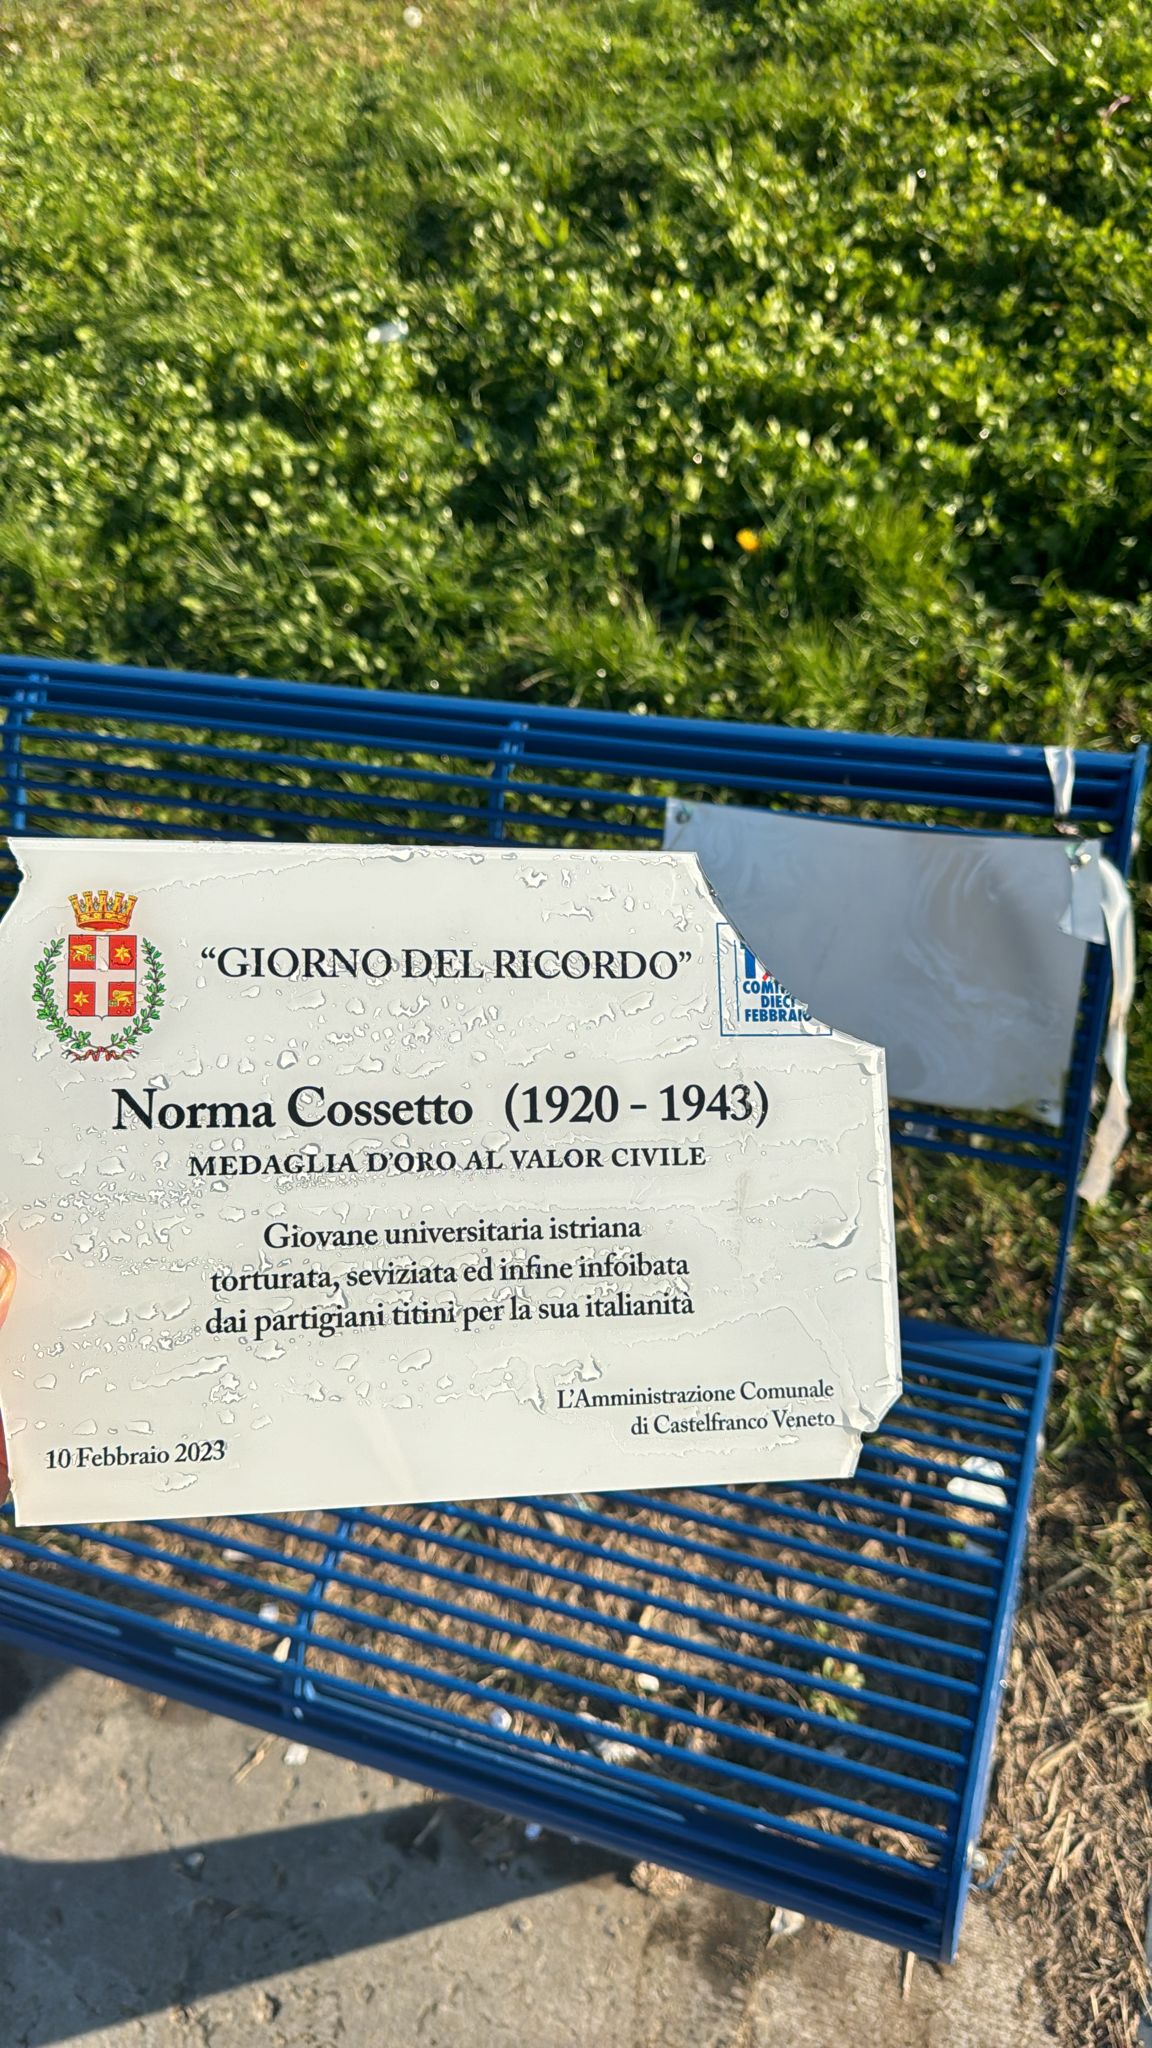 “GIORNO DEL RICORDO”
DIECI
FEBBRAIO
Norma Cossetto (1920 - 1943)
MEDAGLIA D’ORO AL VALOR CIVILE
Giovane universitaria istriana
torturata, seviziata ed infine infoibata
dai partigiani titini per la sua italianità
L’Amministrazione Comunale
di Castelfranco Veneto
10 Febbraio 2023